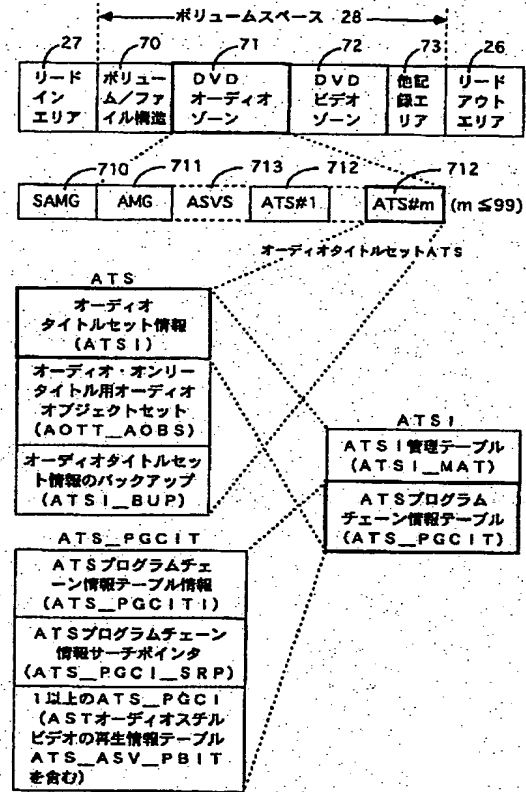 ボリュームスペース 28
27 70 71 72 73 26
リード
イン
エリア
ボリュー
ム/ファ
イル構造
DVD
オーディオ
ゾーン
DVD
ビデオ
ゾーン
他記
録エ
リア
リード
アウト
エリア
710 711 713 712 712
SAMG AMG ASVS ATS#1 ATS#m (m≦99)
オーディオタイトルセットATS
ATS
オーディオ
タイトルセット情報
(ATSI)
オーディオ・オンリー
タイトル用オーディオ
オブジェクトセット
(AOTT_AOBS)
オーディオタイトルセッ
ト情報のバックアップ
(ATSI_BUP)
ATSI
ATSI管理テーブル
(ATSI_MAT)
ATSプログラム
チェーン情報テーブル
(ATS_PGCIT)
ATS_PGCIT
ATSプログラムチェ
ーン情報テーブル情報
(ATS_PGCITI)
ATSプログラムチェーン
情報サーチポインタ
(ATS_PGCI_SRP)
1以上のATS_PGCI
(ASTオーディオスチル
ビデオの再生情報テーブル
ATS_ASV_PBIT
を含む)